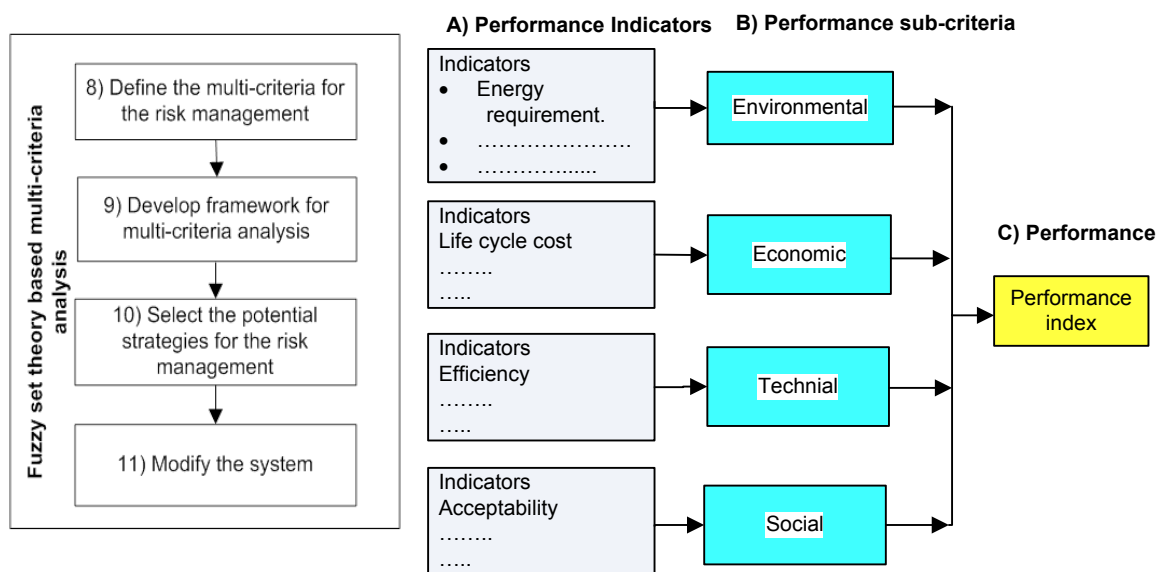 Fuzzy set theory based multi-criteria
analysis
8) Define the multi-criteria for
the risk management
9) Develop framework for
multi-criteria analysis
10) Select the potential
strategies for the risk
management
11) Modify the system
A) Performance Indicators
Indicators
• Energy
requirement.
• ………………….
• ………….......
Indicators
Life cycle cost
……..
…..
Indicators
Efficiency
……..
…..
Indicators
Acceptability
……..
…..
B) Performance sub-criteria
Environmental
Economic
Technial
Social
C) Performance
Performance
index